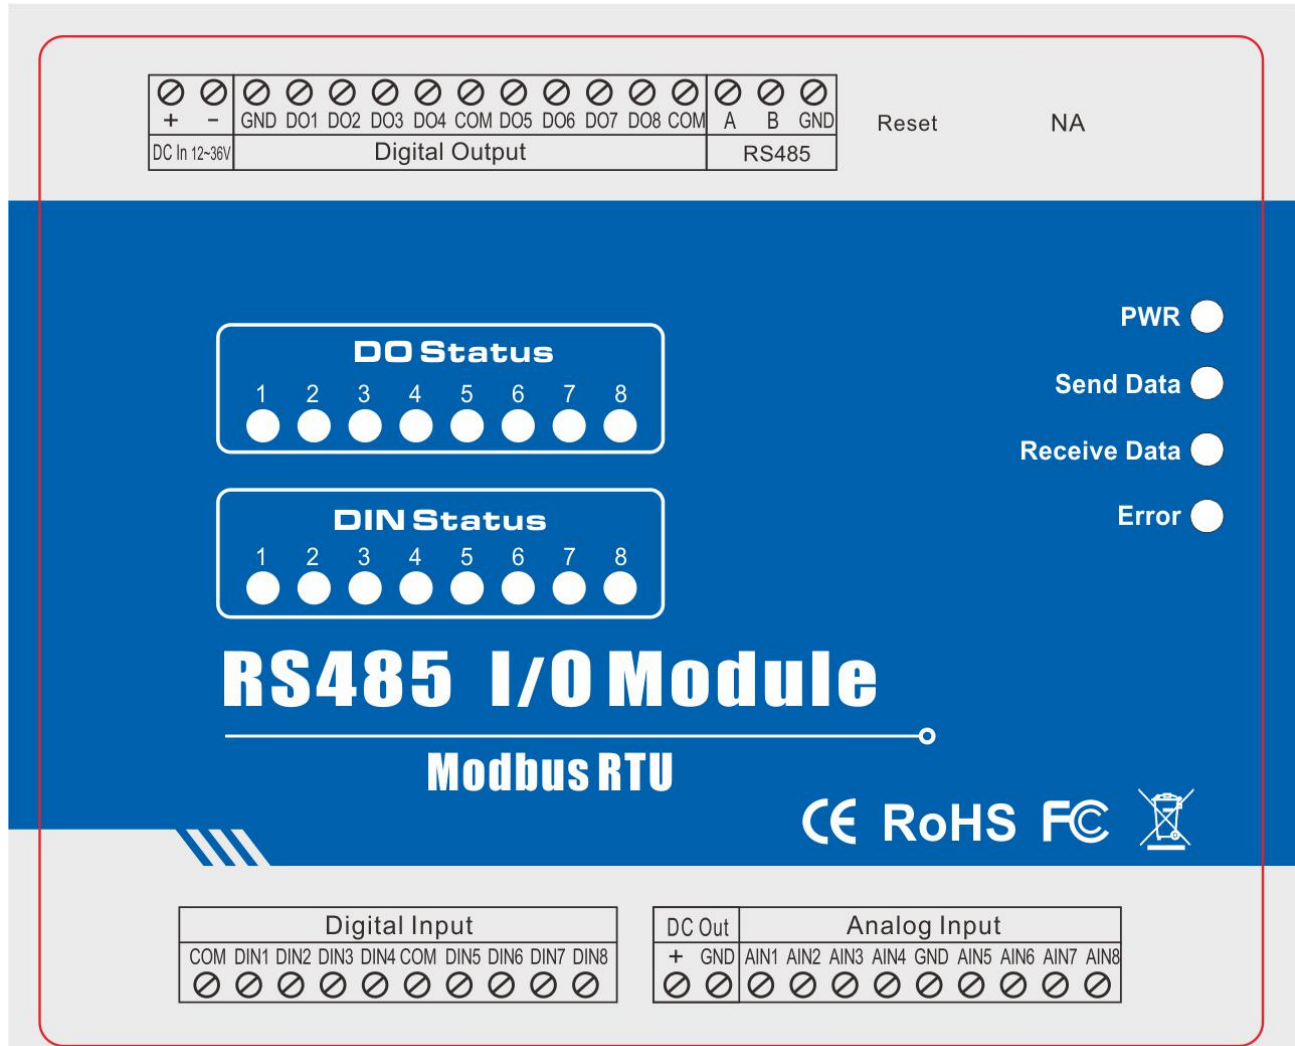 + − GND DO1 DO2 DO3 DO4 COM DO5 DO6 DO7 DO8 COM A B GND
DC In 12~36V Digital Output RS485
Reset NA
PWR
Send Data
Receive Data
Error
DO Status
1 2 3 4 5 6 7 8
DIN Status
1 2 3 4 5 6 7 8
RS485 I/O Module
Modbus RTU
CE RoHS FC
Digital Input
COM DIN1 DIN2 DIN3 DIN4 COM DIN5 DIN6 DIN7 DIN8
DC Out Analog Input
+ GND AIN1 AIN2 AIN3 AIN4 GND AIN5 AIN6 AIN7 AIN8